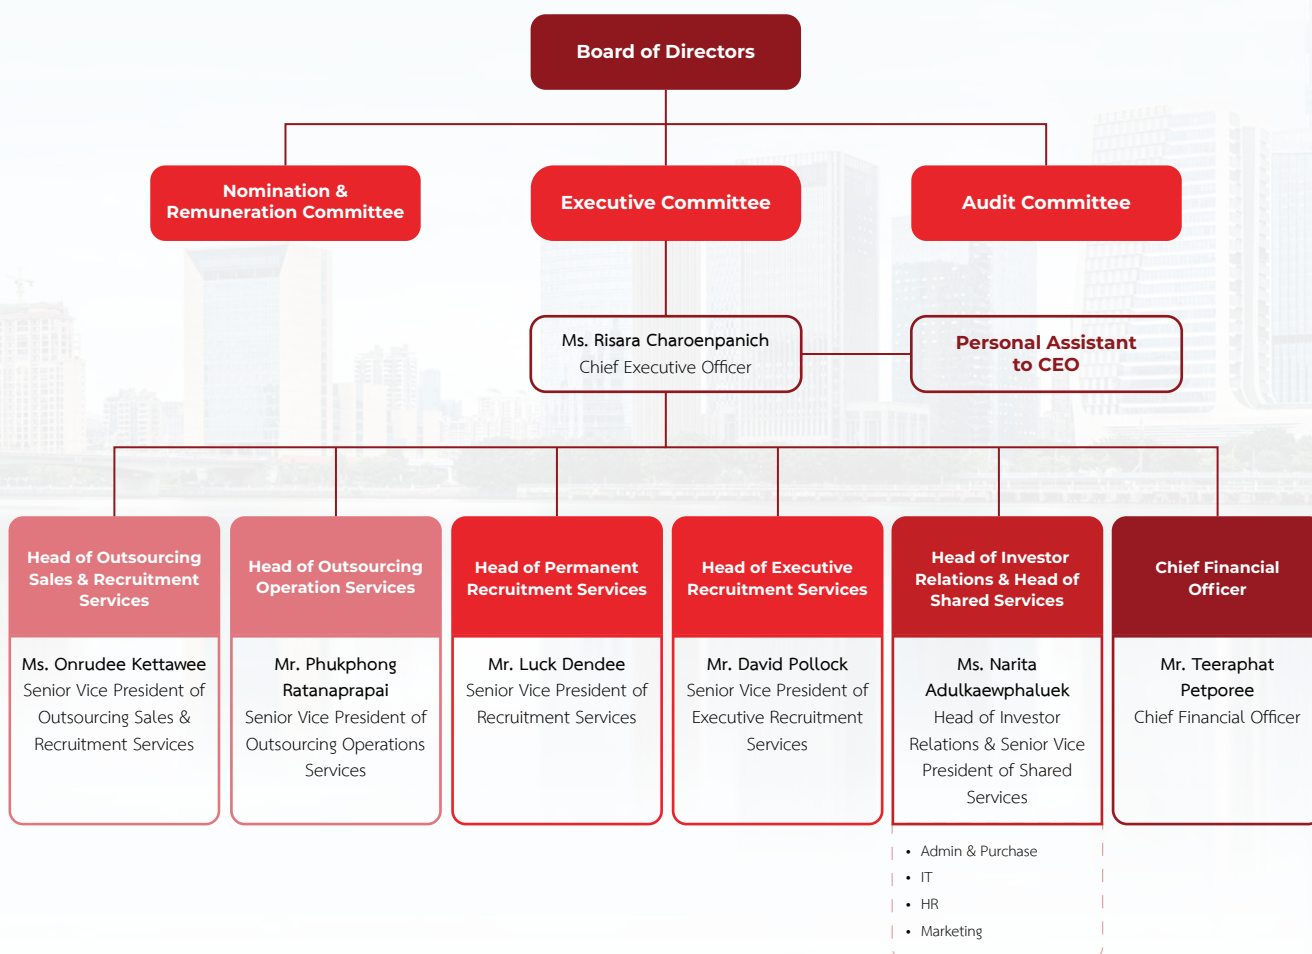 Board of Directors
Nomination &
Remuneration Committee
Executive Committee
Audit Committee
Ms. Risara Charoenpanich
Chief Executive Officer
Personal Assistant
to CEO
Head of Outsourcing
Sales & Recruitment
Services
Ms. Onrudee Kettawee
Senior Vice President of
Outsourcing Sales &
Recruitment Services
Head of Outsourcing
Operation Services
Mr. Phukphong
Ratanaprapai
Senior Vice President of
Outsourcing Operations
Services
Head of Permanent
Recruitment Services
Mr. Luck Dendee
Senior Vice President of
Recruitment Services
Head of Executive
Recruitment Services
Mr. David Pollock
Senior Vice President of
Executive Recruitment
Services
Head of Investor
Relations & Head of
Shared Services
Ms. Narita
Adulkaewphaluek
Head of Investor
Relations & Senior Vice
President of Shared
Services
• Admin & Purchase
• IT
• HR
• Marketing
Chief Financial
Officer
Mr. Teeraphat
Petporee
Chief Financial Officer